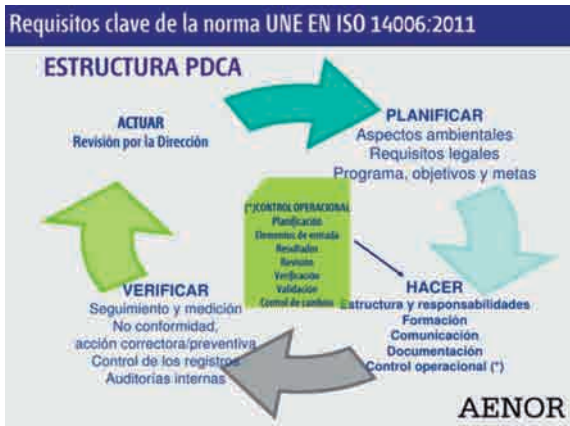 Requisitos clave de la norma UNE EN ISO 14006:2011
ESTRUCTURA PDCA
ACTUAR
Revisión por la Dirección
PLANIFICAR
Aspectos ambientales
Requisitos legales
Programa, objetivos y metas
(*)CONTROL OPERACIONAL
Planificación
Elementos de entrada
Resultados
Revisión
Verificación
Validación
Control de cambios
HACER
Estructura y responsabilidades
Formación
Comunicación
Documentación
Control operacional (*)
VERIFICAR
Seguimiento y medición
No conformidad,
acción correctora/preventiva
Control de los registros
Auditorías internas
AENOR